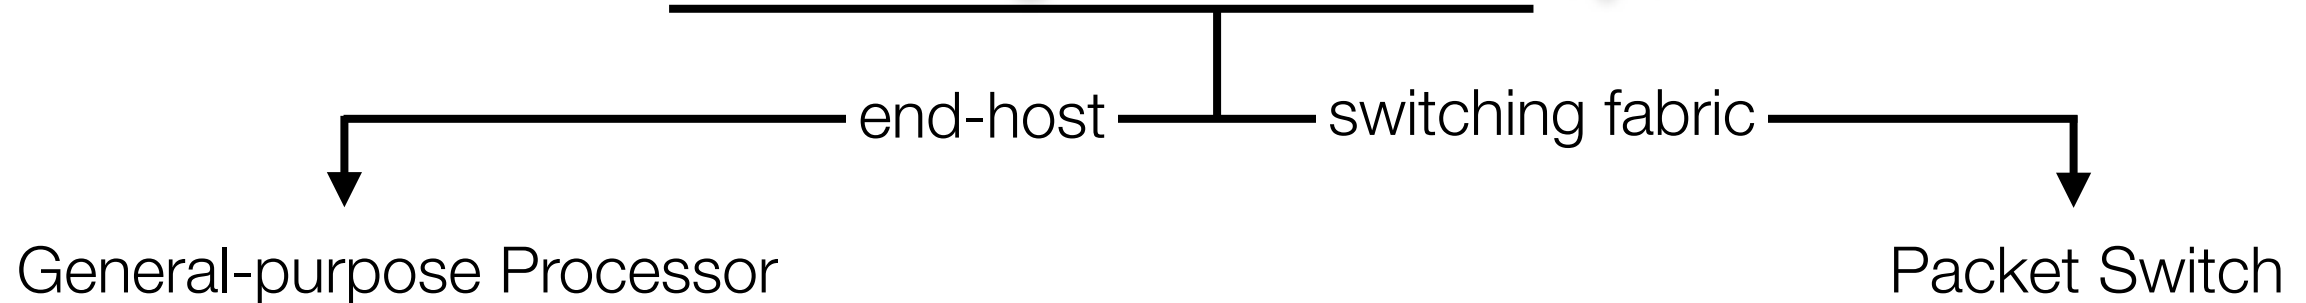 end-host switching fabric
General-purpose Processor Packet Switch